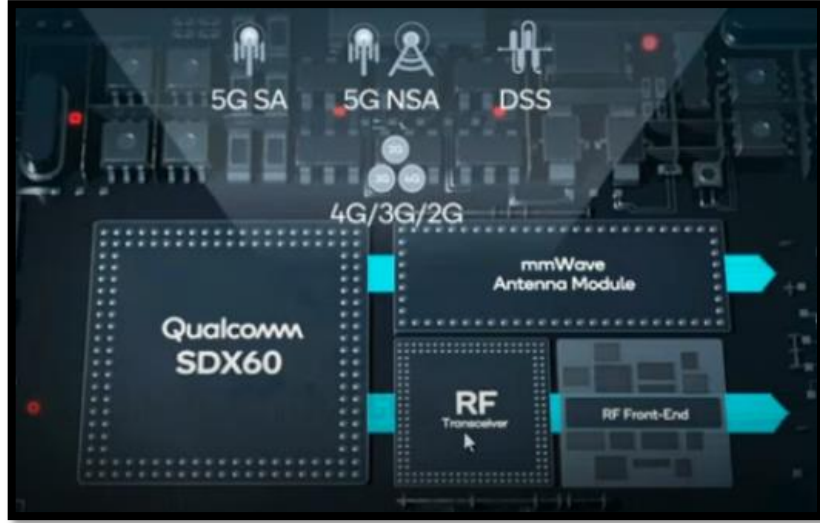 5G SA
5G NSA
DSS
2G
3G
4G
4G/3G/2G
Qualcomm
SDX60
mmWave
Antenna Module
RF
Transceiver
RF Front-End